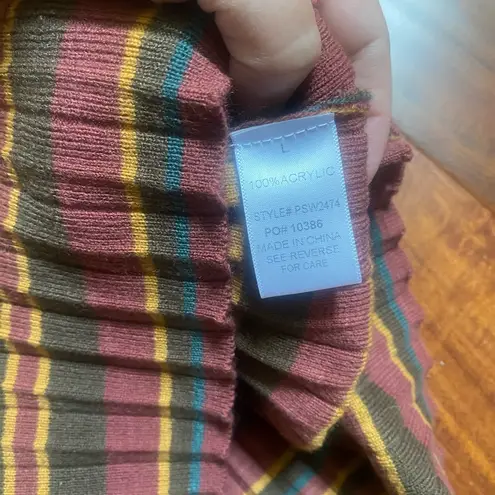 L
100% ACRYLIC
STYLE# PSW2474
PO# 10386
MADE IN CHINA
SEE REVERSE
FOR CARE